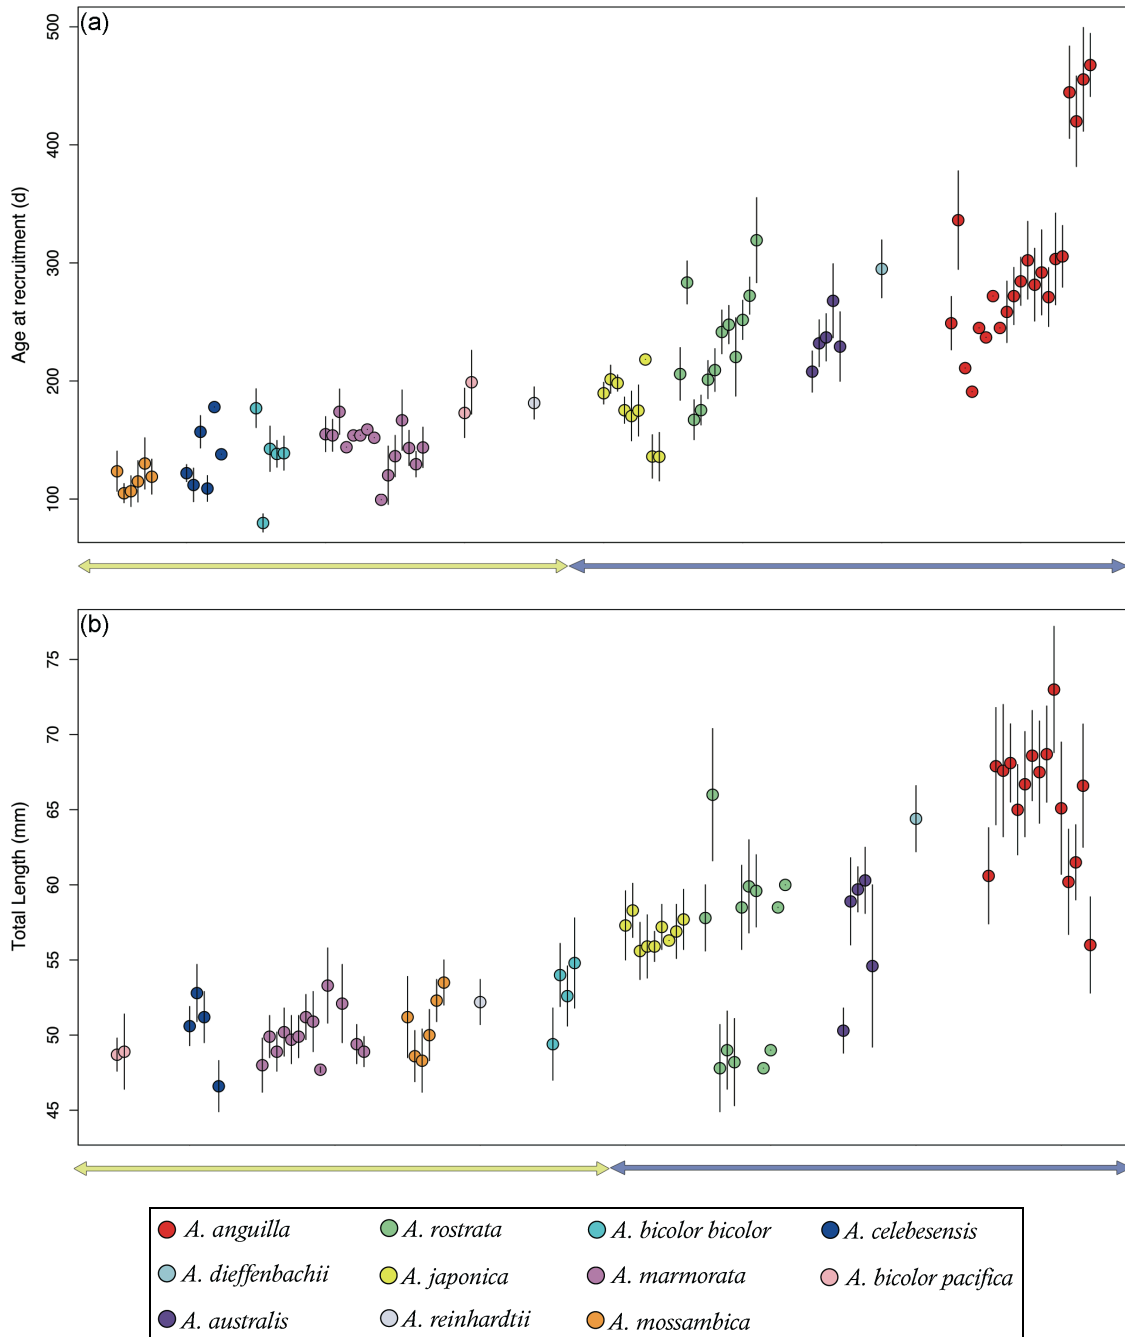 (a)
500
400
300
200
100
Age at recruitment (d)
(b)
75
70
65
60
55
50
45
Total Length (mm)
A. anguilla
A. rostrata
A. bicolor bicolor
A. celebesensis
A. dieffenbachii
A. japonica
A. marmorata
A. bicolor pacifica
A. australis
A. reinhardtii
A. mossambica